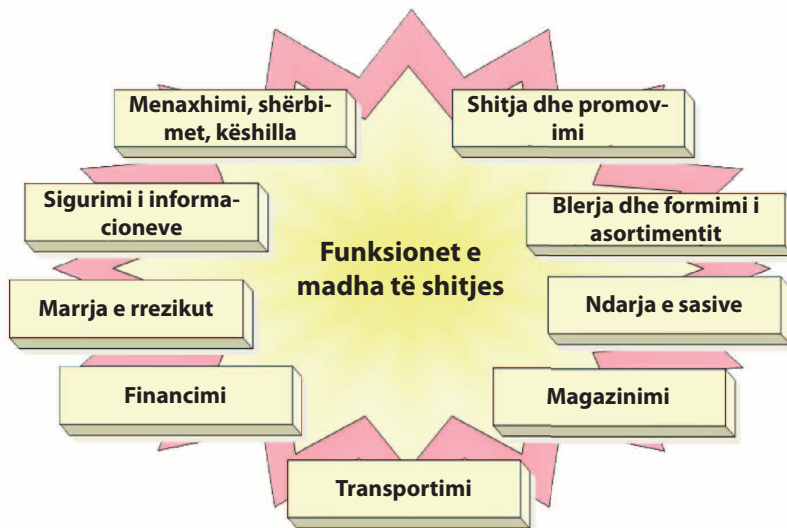 Menaxhimi, shërbi-
met, këshilla
Shitja dhe promov-
imi
Sigurimi i informa-
cioneve
Blerja dhe formimi i
asortimentit
Funksionet e
madha të shitjes
Marrja e rrezikut
Ndarja e sasive
Financimi
Magazinimi
Transportimi